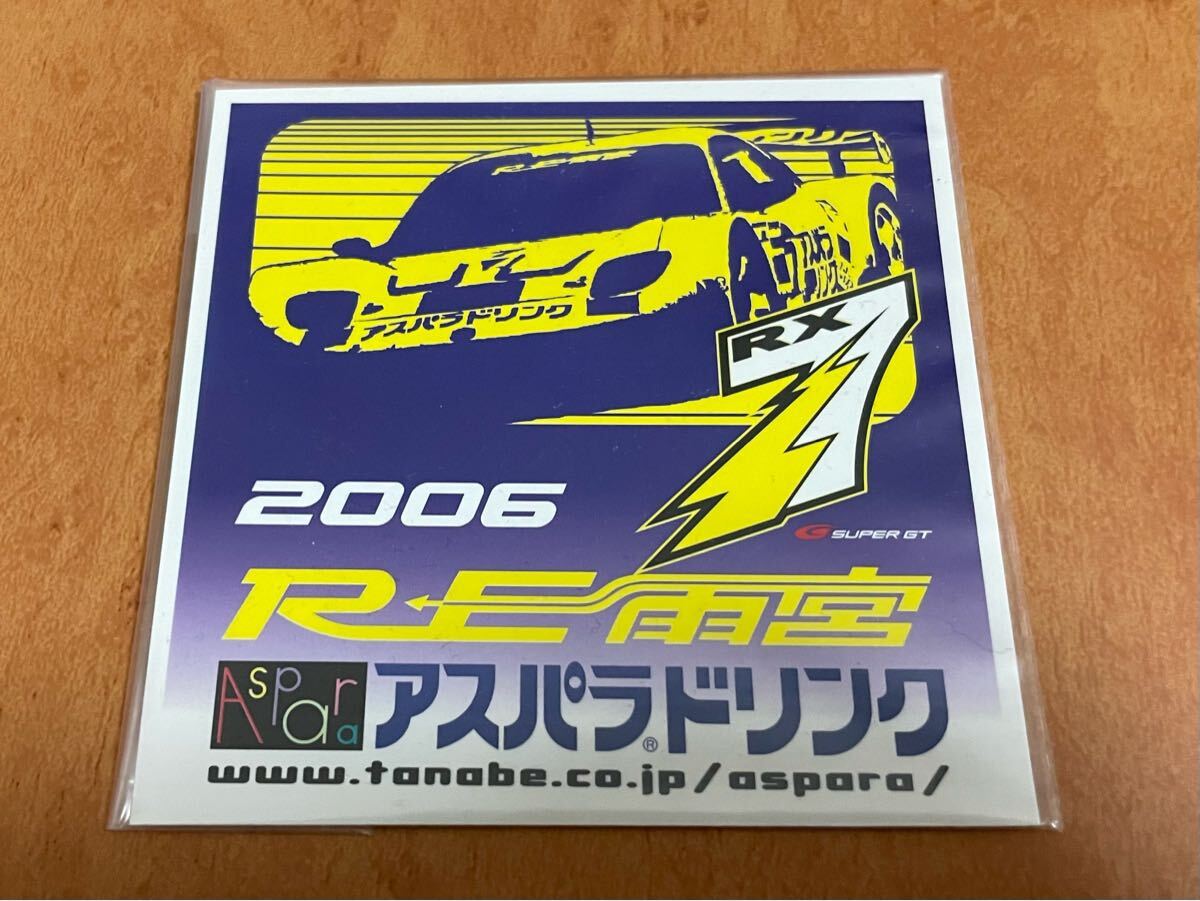 アスパラドリンク
RX
7
2006
SUPER GT
RE雨宮
Aspara アスパラドリンク®
www.tanabe.co.jp/aspara/